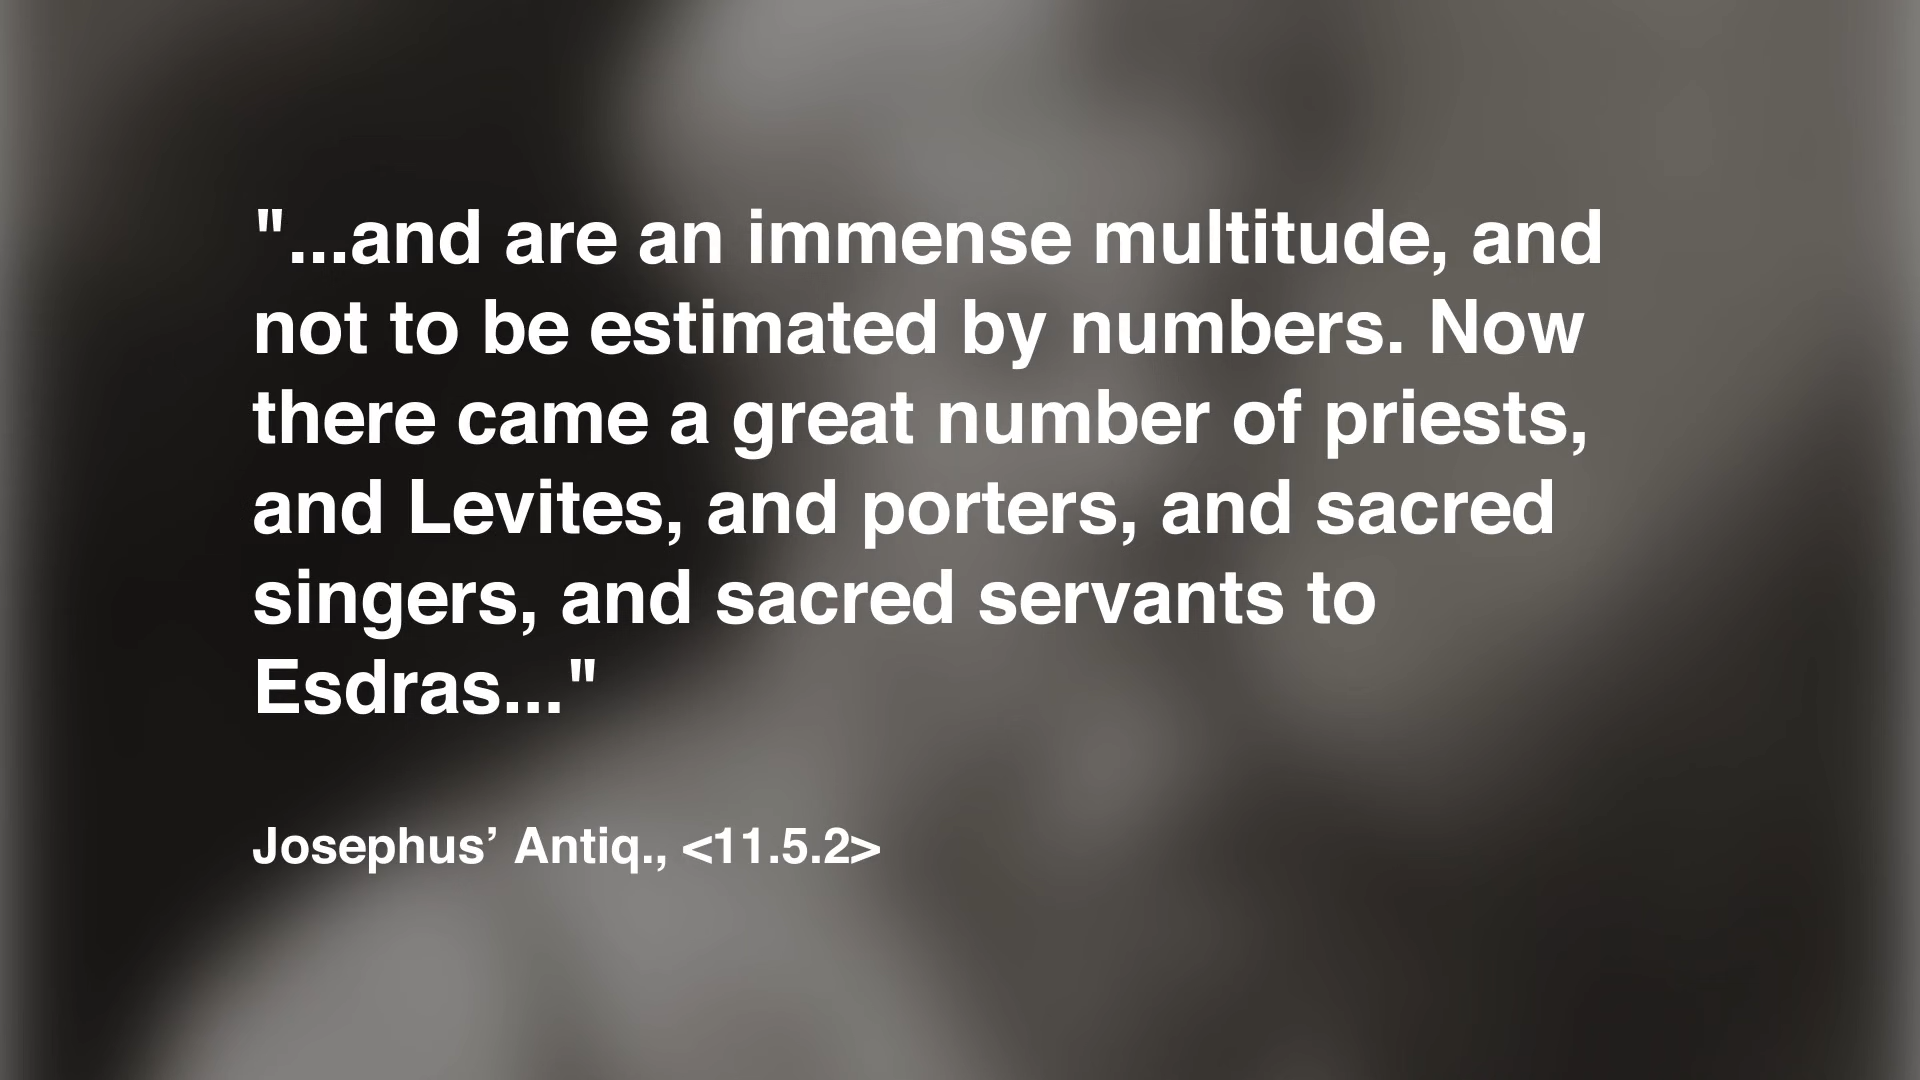 "...and are an immense multitude, and
not to be estimated by numbers. Now
there came a great number of priests,
and Levites, and porters, and sacred
singers, and sacred servants to
Esdras..."
Josephus’ Antiq., <11.5.2>